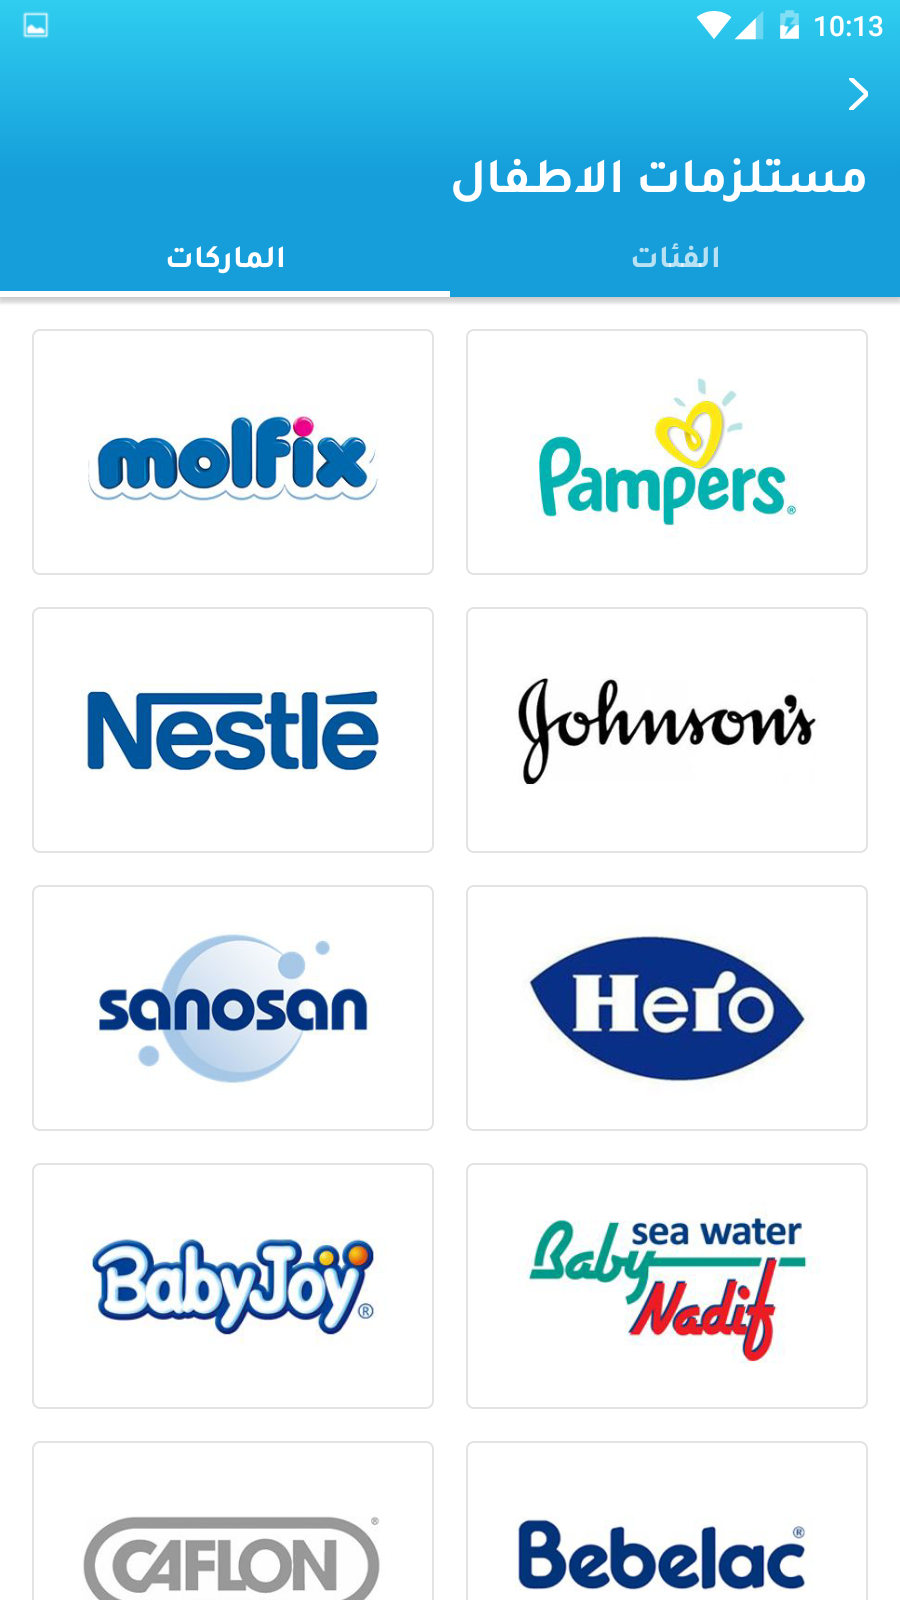 10:13
مستلزمات الاطفال
الفئات
الماركات
Pampers®
molfix
Johnson's
Nestlé
Hero
sanosan
sea water
Baby
Nadif
BabyJoy®
Bebelac®
CAFLON®